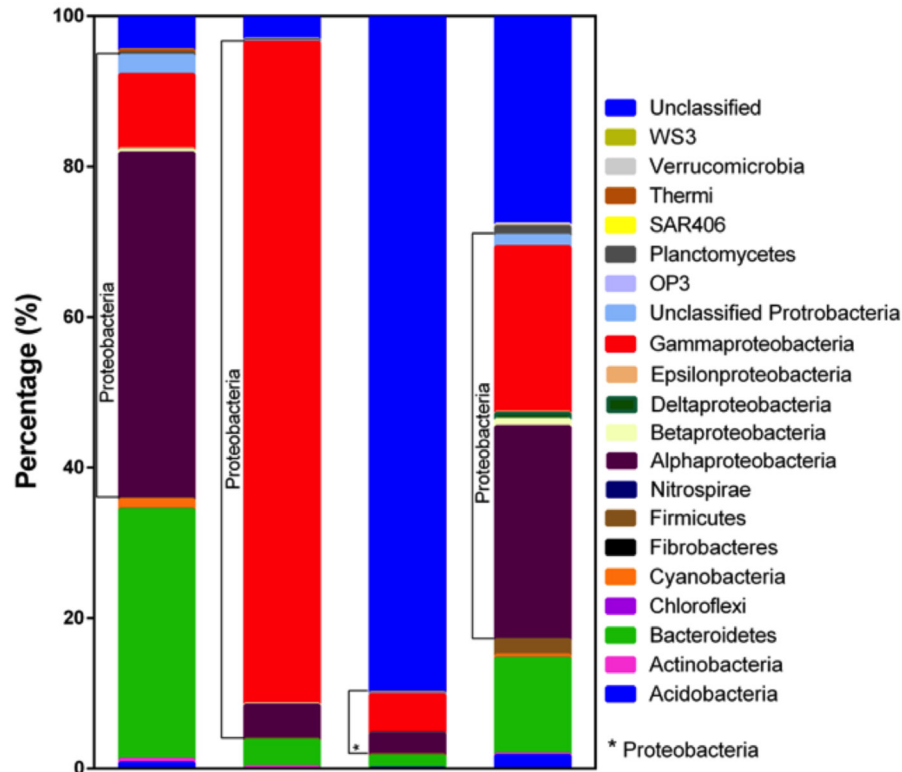 100
80
60
40
20
0
Percentage (%)
Proteobacteria
Proteobacteria
*
Proteobacteria
Unclassified
WS3
Verrucomicrobia
Thermi
SAR406
Planctomycetes
OP3
Unclassified Protrobacteria
Gammaproteobacteria
Epsilonproteobacteria
Deltaproteobacteria
Betaproteobacteria
Alphaproteobacteria
Nitrospirae
Firmicutes
Fibrobacteres
Cyanobacteria
Chloroflexi
Bacteroidetes
Actinobacteria
Acidobacteria
* Proteobacteria